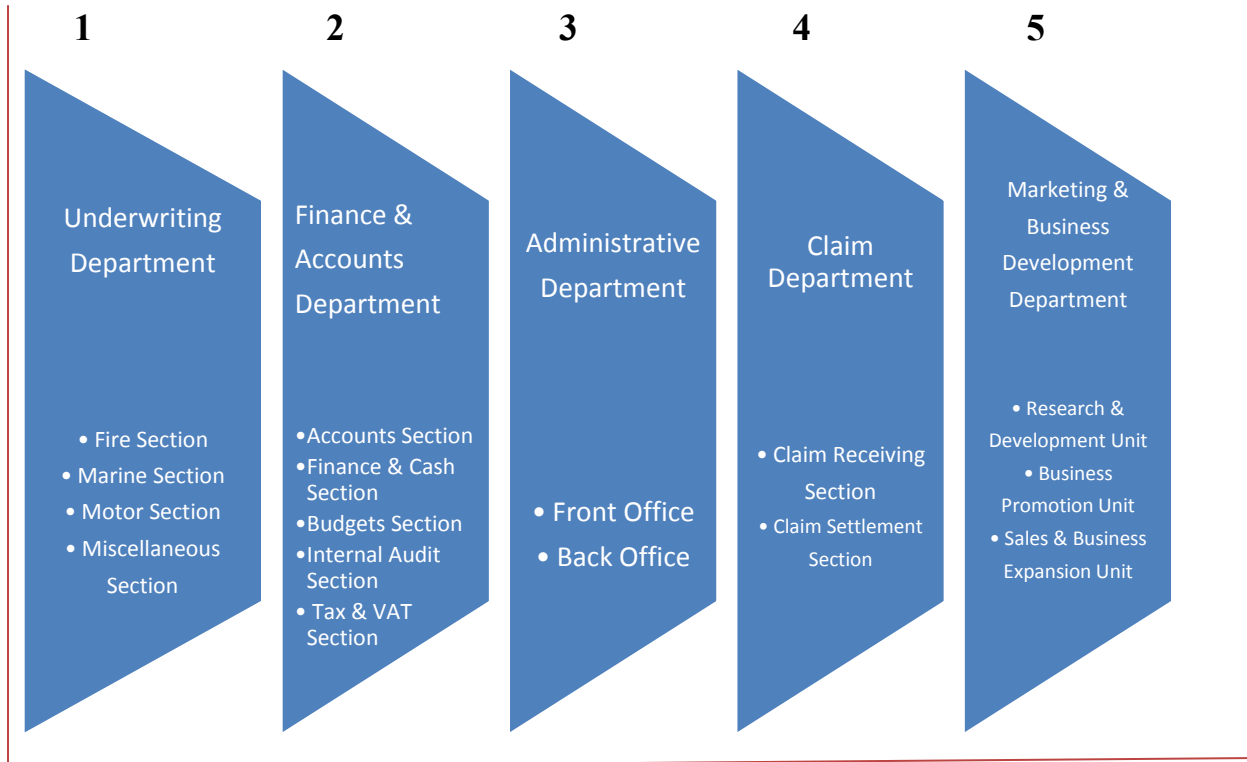 1
2
3
4
5
Underwriting
Department
• Fire Section
• Marine Section
• Motor Section
• Miscellaneous
Section
Finance &
Accounts
Department
•Accounts Section
•Finance & Cash
Section
•Budgets Section
•Internal Audit
Section
• Tax & VAT
Section
Administrative
Department
• Front Office
• Back Office
Claim
Department
• Claim Receiving
Section
• Claim Settlement
Section
Marketing &
Business
Development
Department
• Research &
Development Unit
• Business
Promotion Unit
• Sales & Business
Expansion Unit